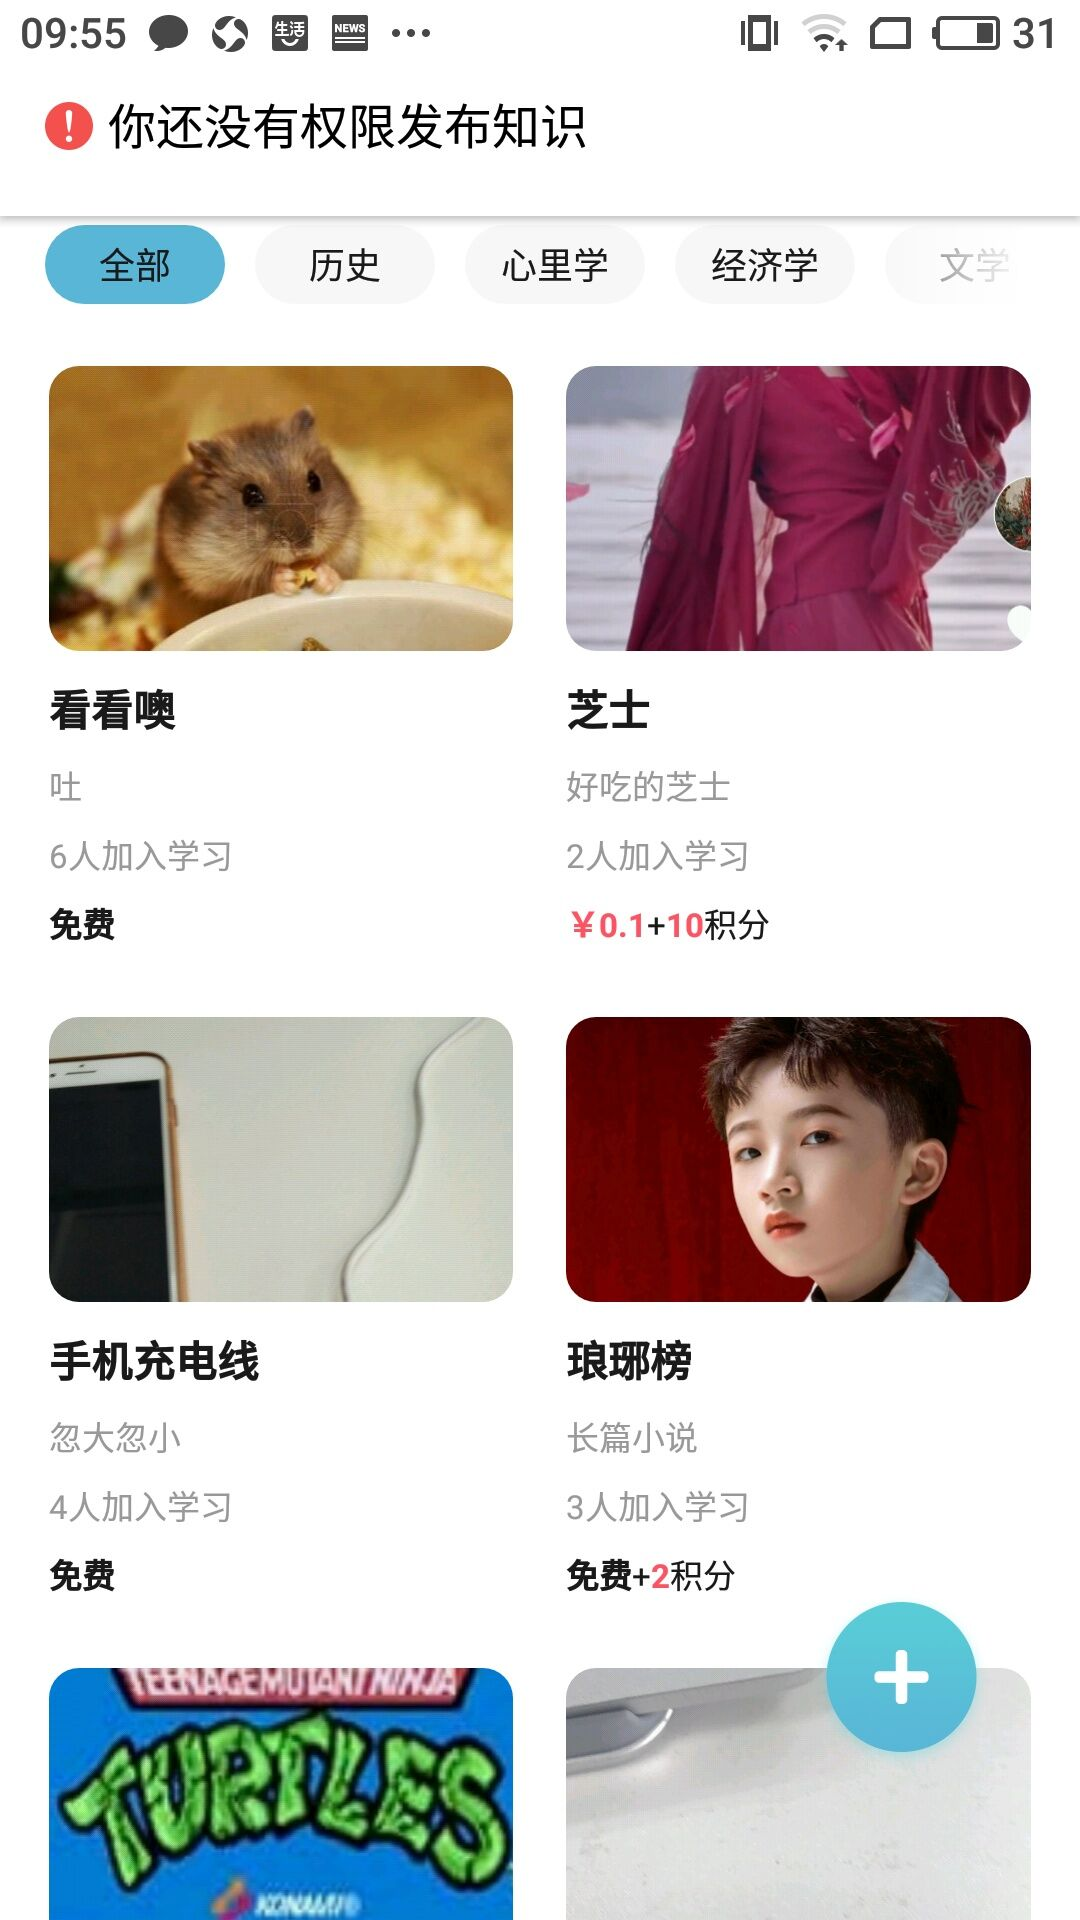 09:55 生活 NEWS 31
你还没有权限发布知识
全部 历史 心里学 经济学 文学
看看噢
吐
6人加入学习
免费
芝士
好吃的芝士
2人加入学习
￥0.1+10积分
手机充电线
忽大忽小
4人加入学习
免费
琅琊榜
长篇小说
3人加入学习
免费+2积分
TEENAGE MUTANT NINJA
TURTLES
KONAMI®